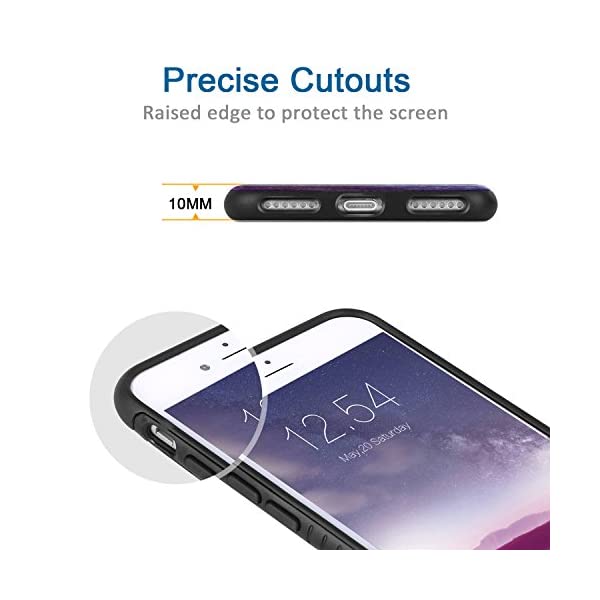 Precise Cutouts
Raised edge to protect the screen
10MM
12,54
May,20 Saturday